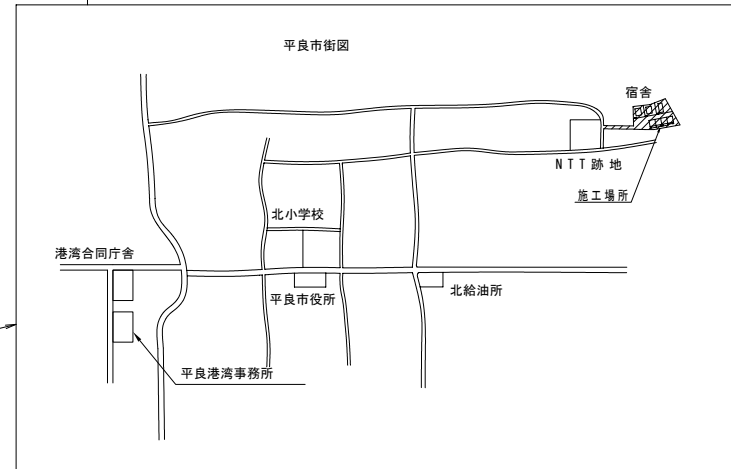 平良市街図
宿舎
NTT跡地
施工場所
北小学校
港湾合同庁舎
平良市役所
北給油所
平良港湾事務所